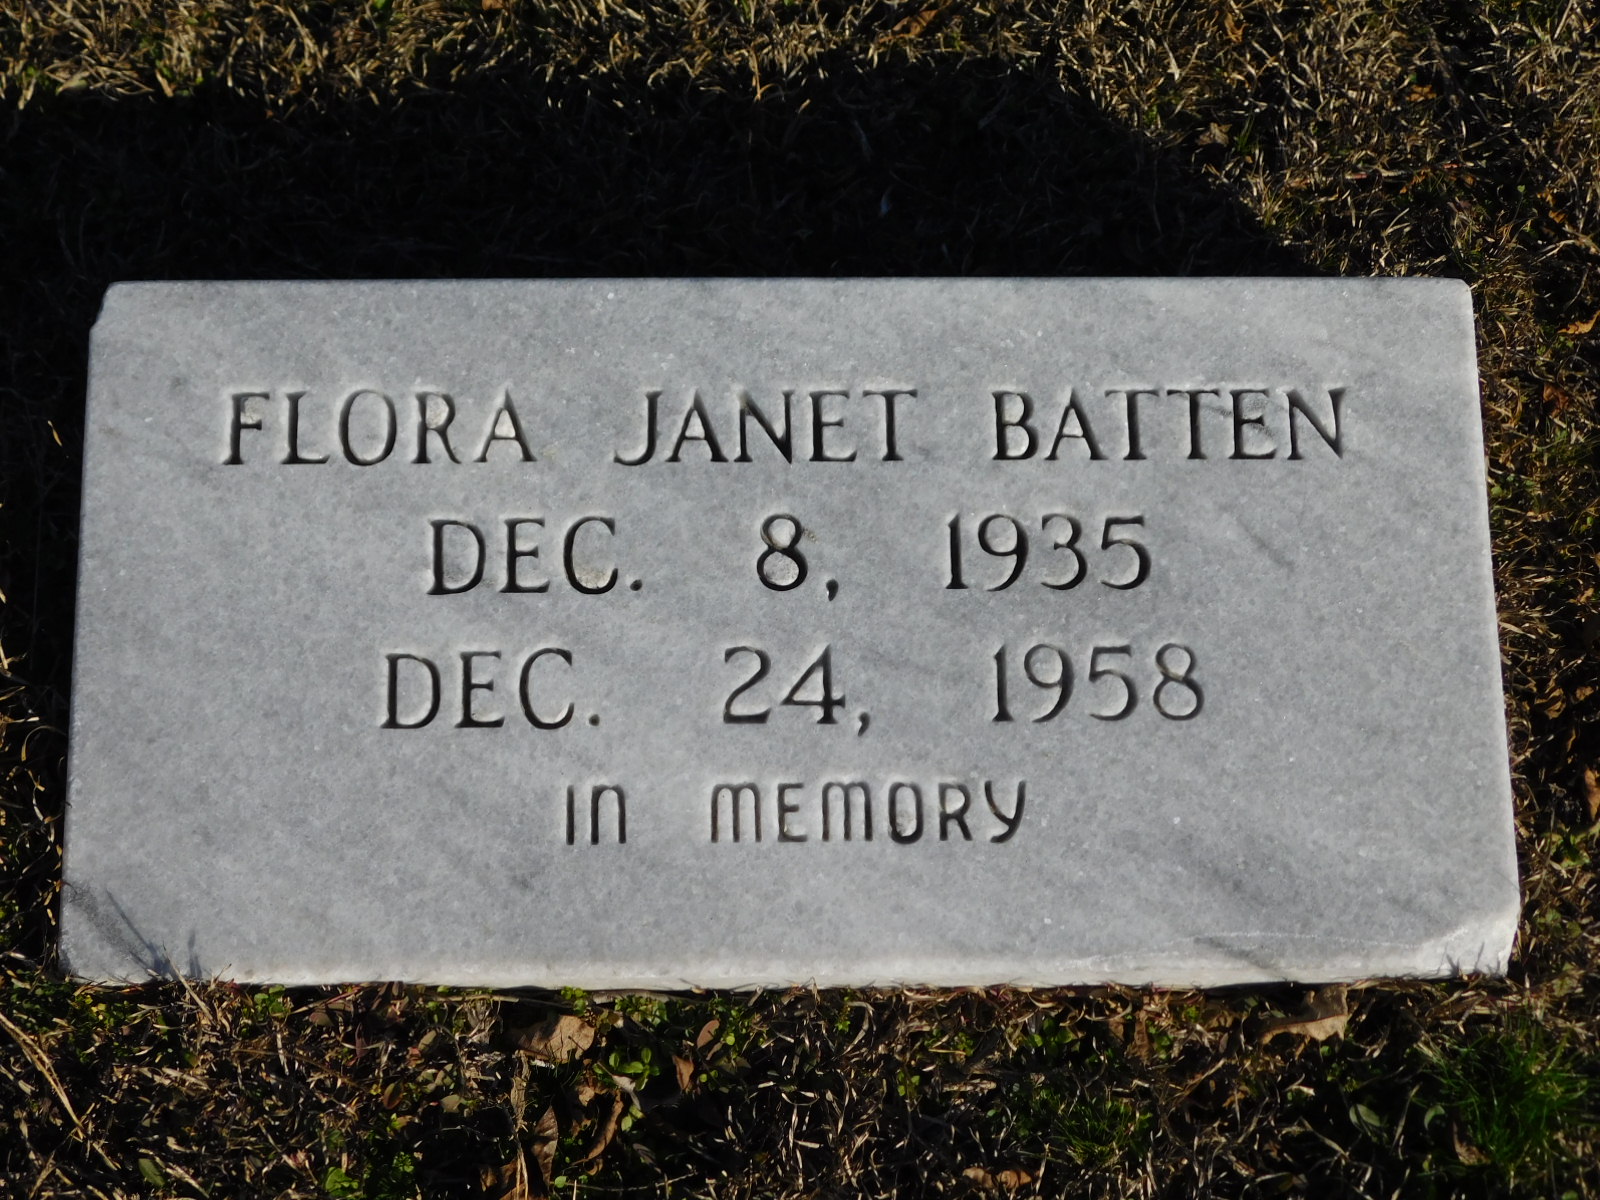 FLORA JANET BATTEN
DEC. 8, 1935
DEC. 24, 1958
IN MEMORY